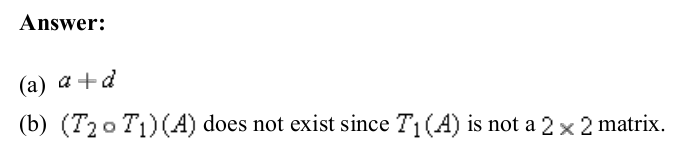 Answer:
(a) a + d
(b) (T₂ ∘ T₁)(A) does not exist since T₁(A) is not a 2 × 2 matrix.